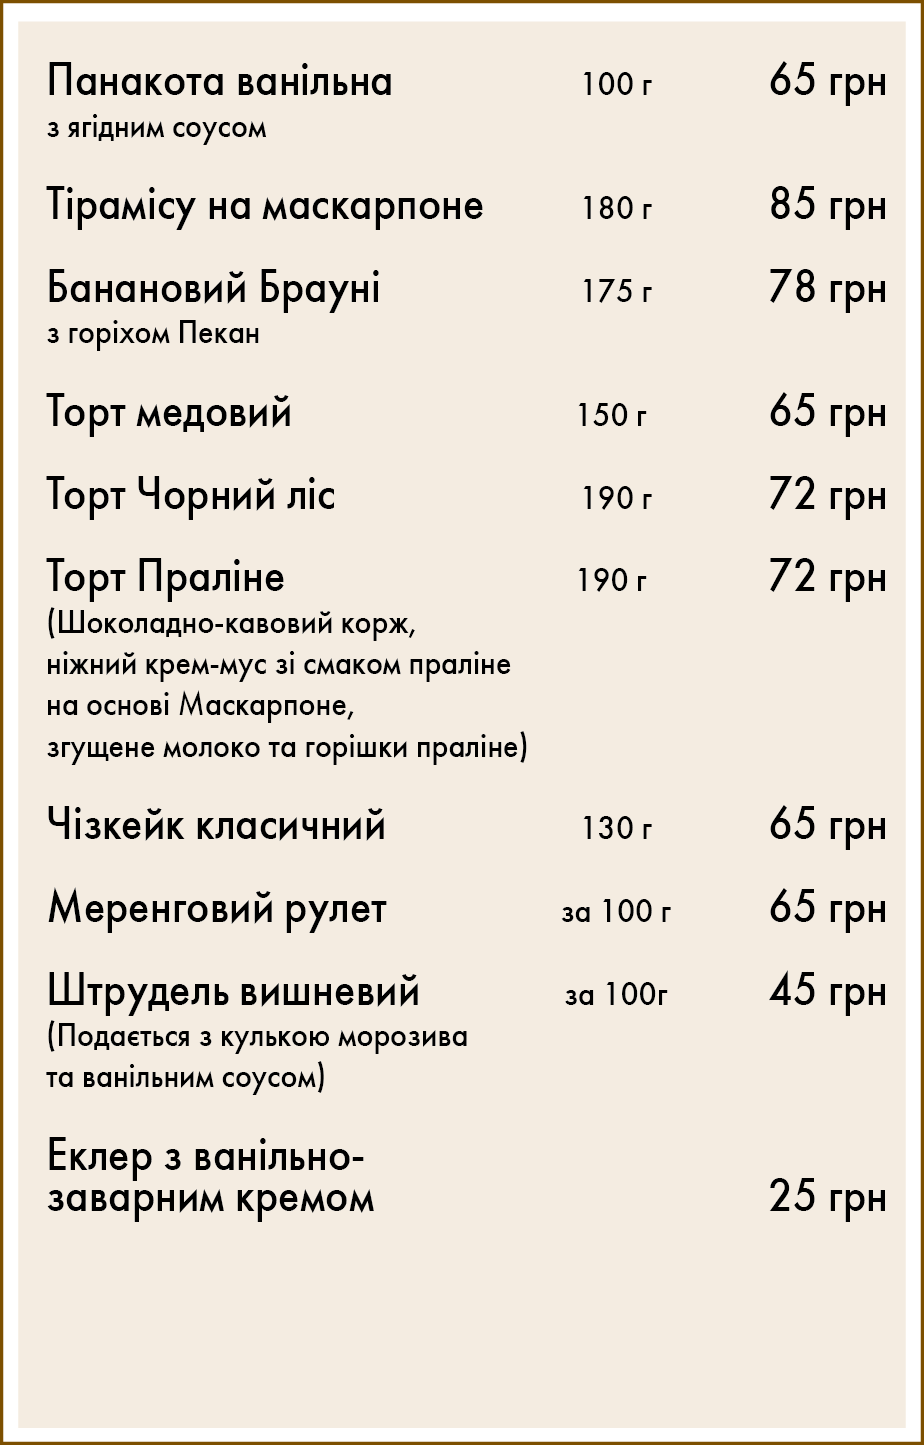 Панакота ванільна 100 г 65 грн
з ягідним соусом
Тірамісу на маскарпоне 180 г 85 грн
Банановий Брауні 175 г 78 грн
з горіхом Пекан
Торт медовий 150 г 65 грн
Торт Чорний ліс 190 г 72 грн
Торт Праліне 190 г 72 грн
(Шоколадно-кавовий корж,
ніжний крем-мус зі смаком праліне
на основі Маскарпоне,
згущене молоко та горішки праліне)
Чізкейк класичний 130 г 65 грн
Меренговий рулет за 100 г 65 грн
Штрудель вишневий за 100г 45 грн
(Подається з кулькою морозива
та ванільним соусом)
Еклер з ванільно-
заварним кремом 25 грн